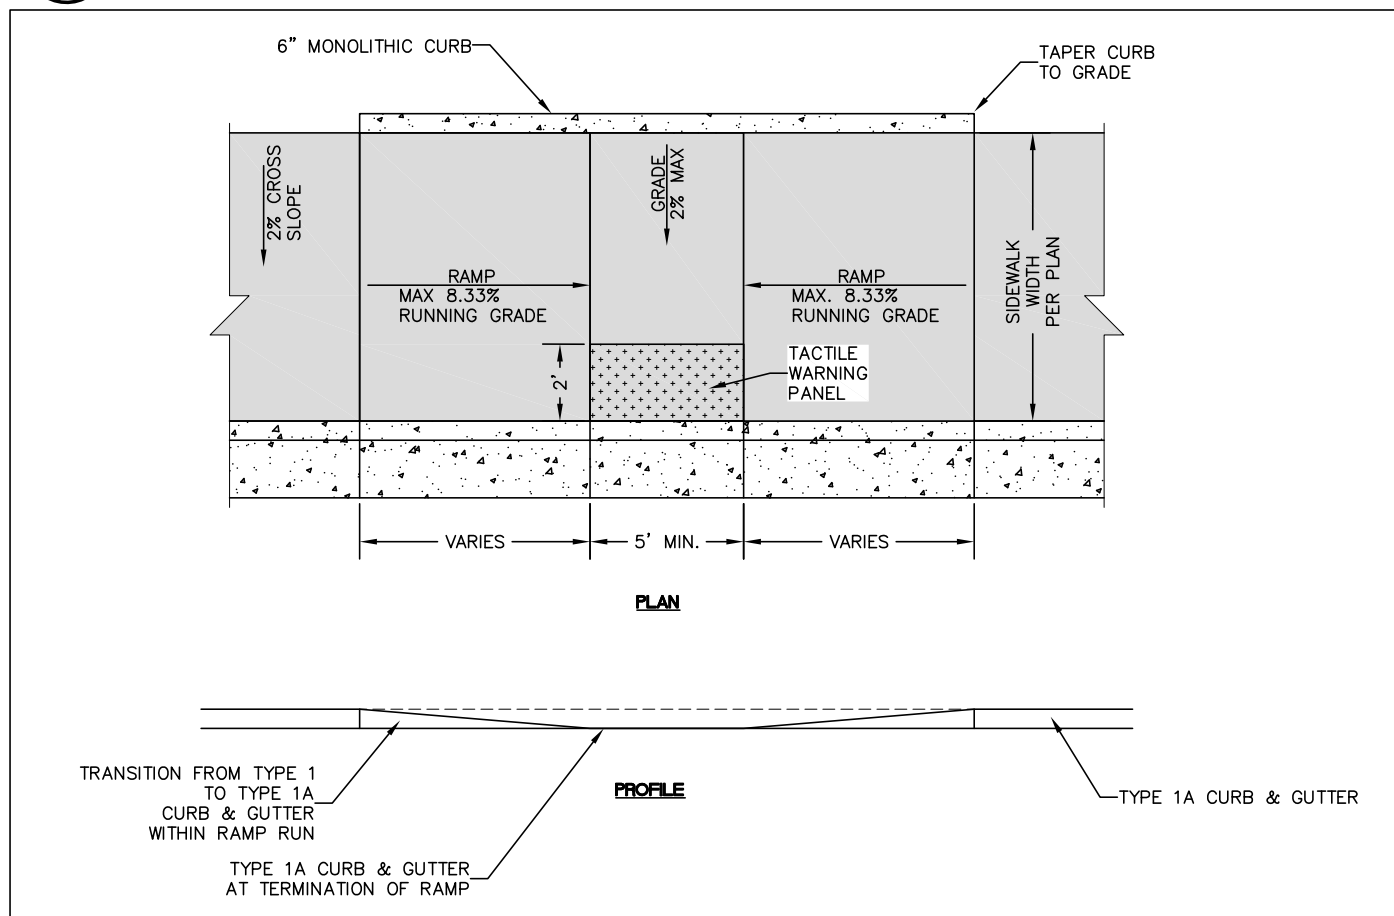 6” MONOLITHIC CURB
TAPER CURB
TO GRADE
2% CROSS
SLOPE
GRADE
2% MAX
RAMP
MAX 8.33%
RUNNING GRADE
RAMP
MAX. 8.33%
RUNNING GRADE
SIDEWALK
WIDTH
PER PLAN
2’
TACTILE
WARNING
PANEL
VARIES
5’ MIN.
VARIES
PLAN
TRANSITION FROM TYPE 1
TO TYPE 1A
CURB & GUTTER
WITHIN RAMP RUN
PROFILE
TYPE 1A CURB & GUTTER
TYPE 1A CURB & GUTTER
AT TERMINATION OF RAMP